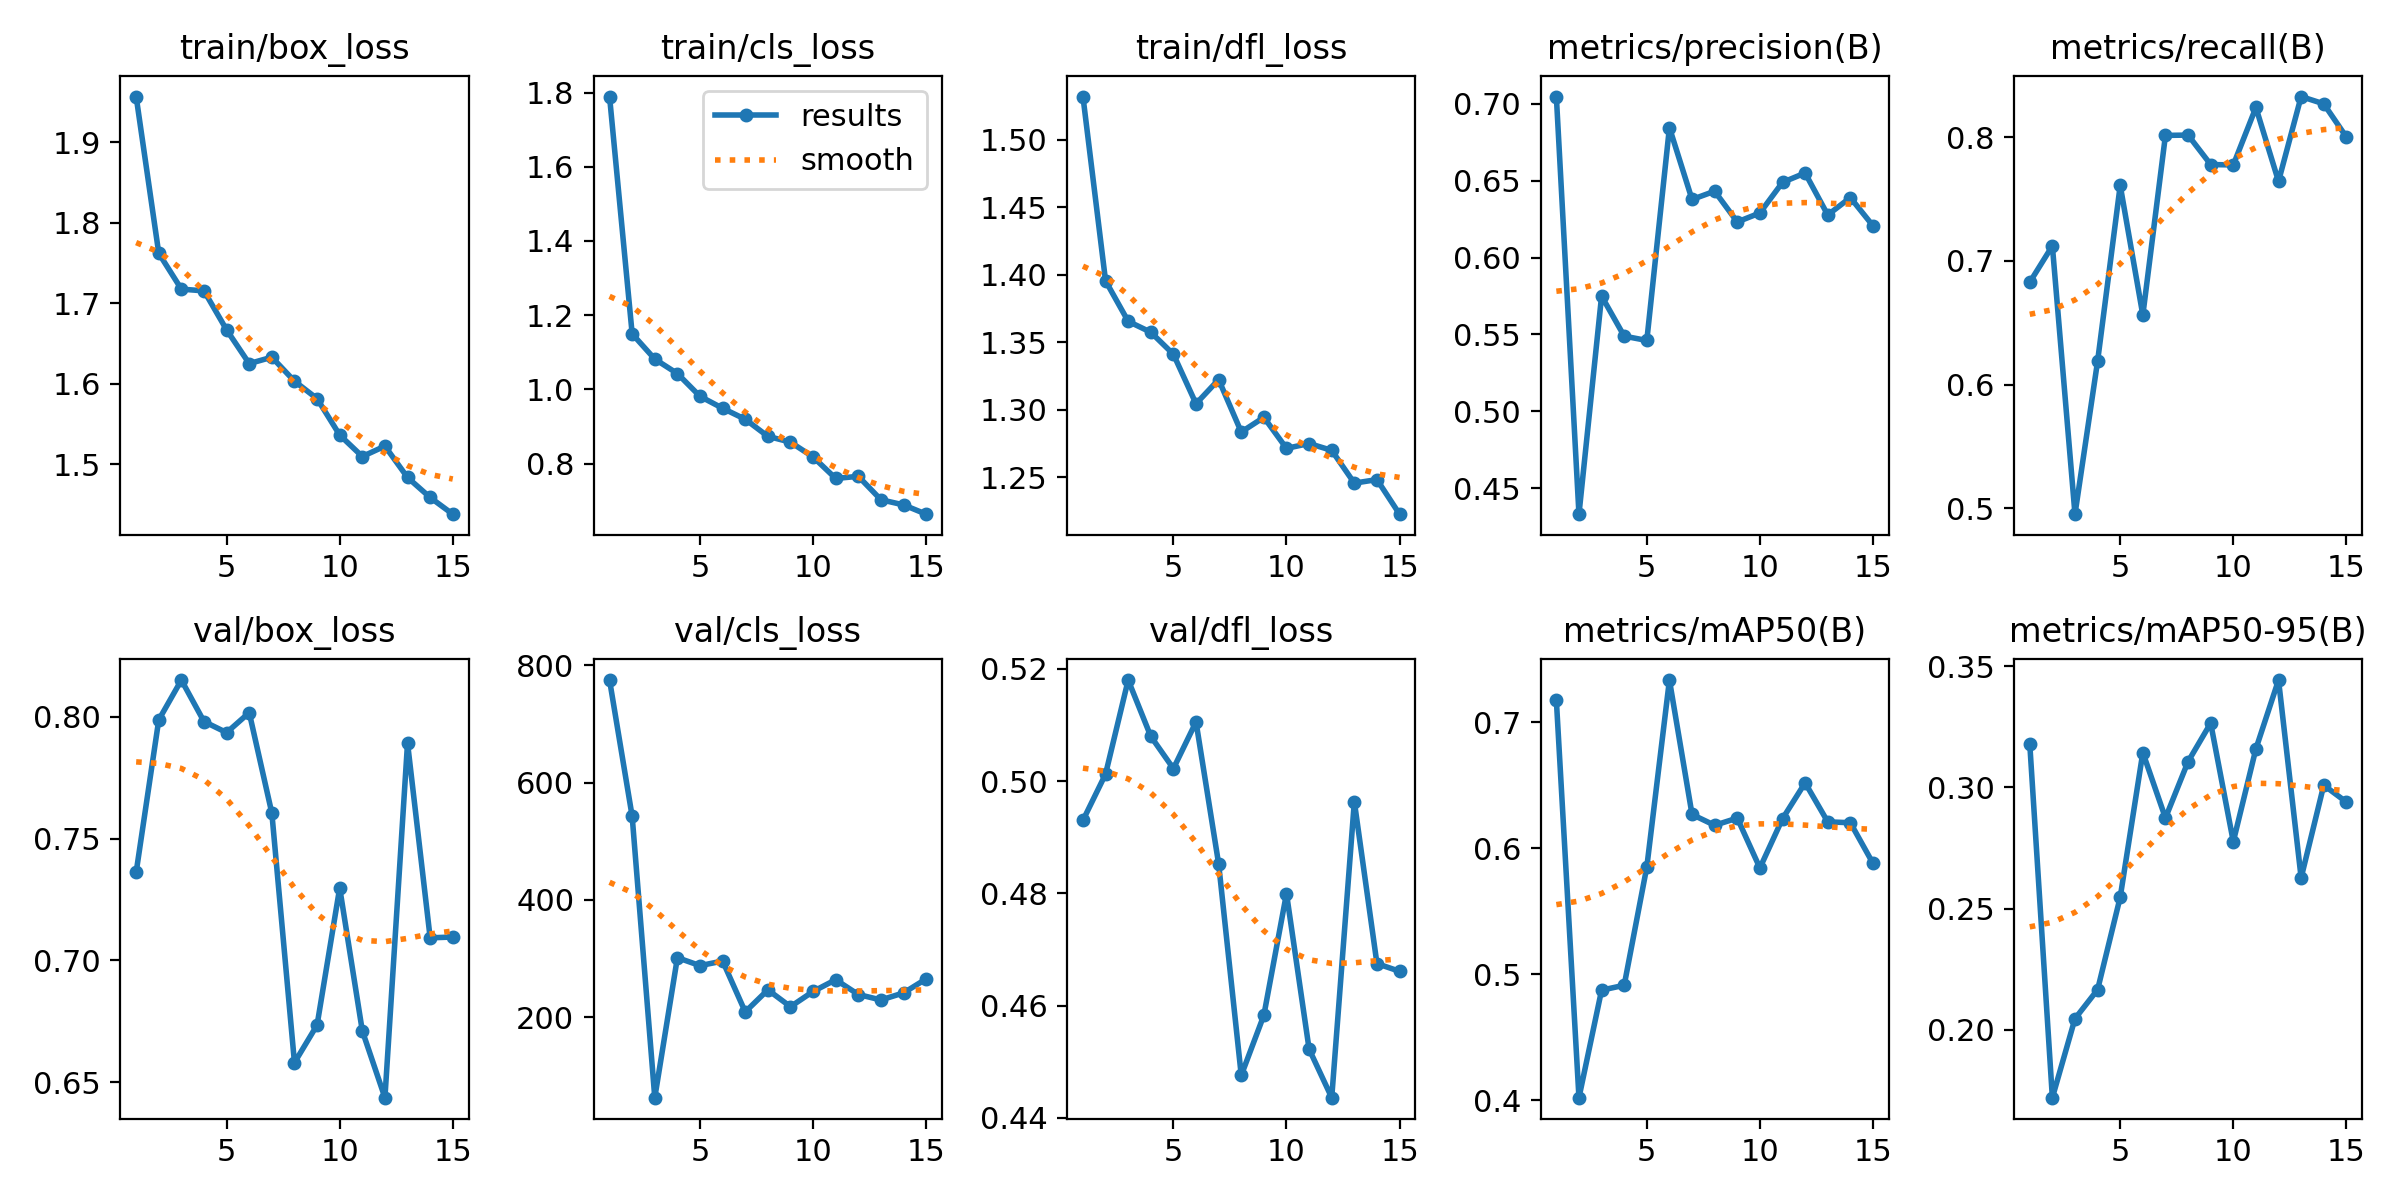 train/box_loss
1.9
1.8
1.7
1.6
1.5
5 10 15
train/cls_loss
results
smooth
1.8
1.6
1.4
1.2
1.0
0.8
5 10 15
train/dfl_loss
1.50
1.45
1.40
1.35
1.30
1.25
5 10 15
metrics/precision(B)
0.70
0.65
0.60
0.55
0.50
0.45
5 10 15
metrics/recall(B)
0.8
0.7
0.6
0.5
5 10 15
val/box_loss
0.80
0.75
0.70
0.65
5 10 15
val/cls_loss
800
600
400
200
5 10 15
val/dfl_loss
0.52
0.50
0.48
0.46
0.44
5 10 15
metrics/mAP50(B)
0.7
0.6
0.5
0.4
5 10 15
metrics/mAP50-95(B)
0.35
0.30
0.25
0.20
5 10 15